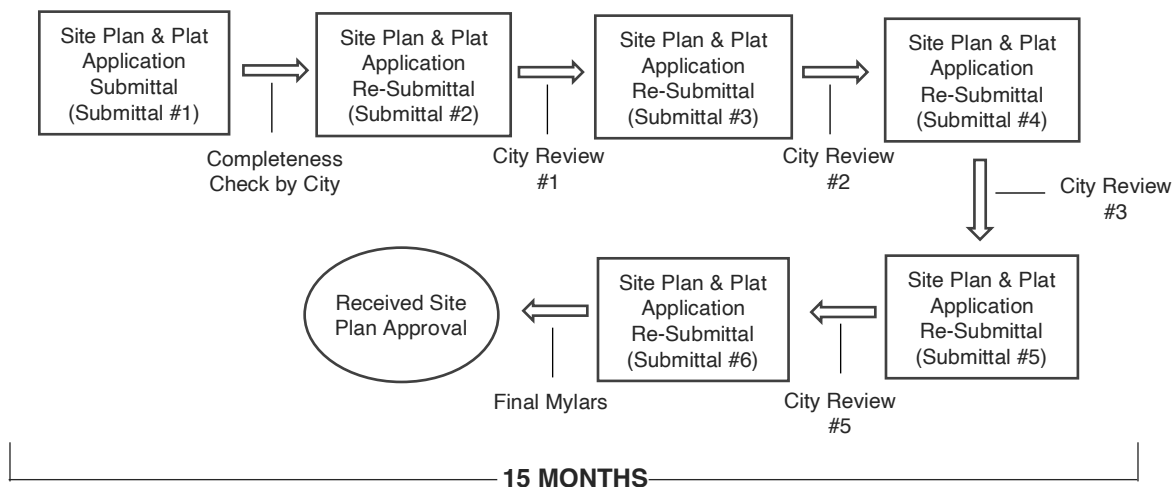 Site Plan & Plat
Application
Submittal
(Submittal #1)
Completeness
Check by City
Site Plan & Plat
Application
Re-Submittal
(Submittal #2)
City Review
#1
Site Plan & Plat
Application
Re-Submittal
(Submittal #3)
City Review
#2
Site Plan & Plat
Application
Re-Submittal
(Submittal #4)
City Review
#3
Site Plan & Plat
Application
Re-Submittal
(Submittal #5)
City Review
#5
Site Plan & Plat
Application
Re-Submittal
(Submittal #6)
Final Mylars
Received Site
Plan Approval
15 MONTHS